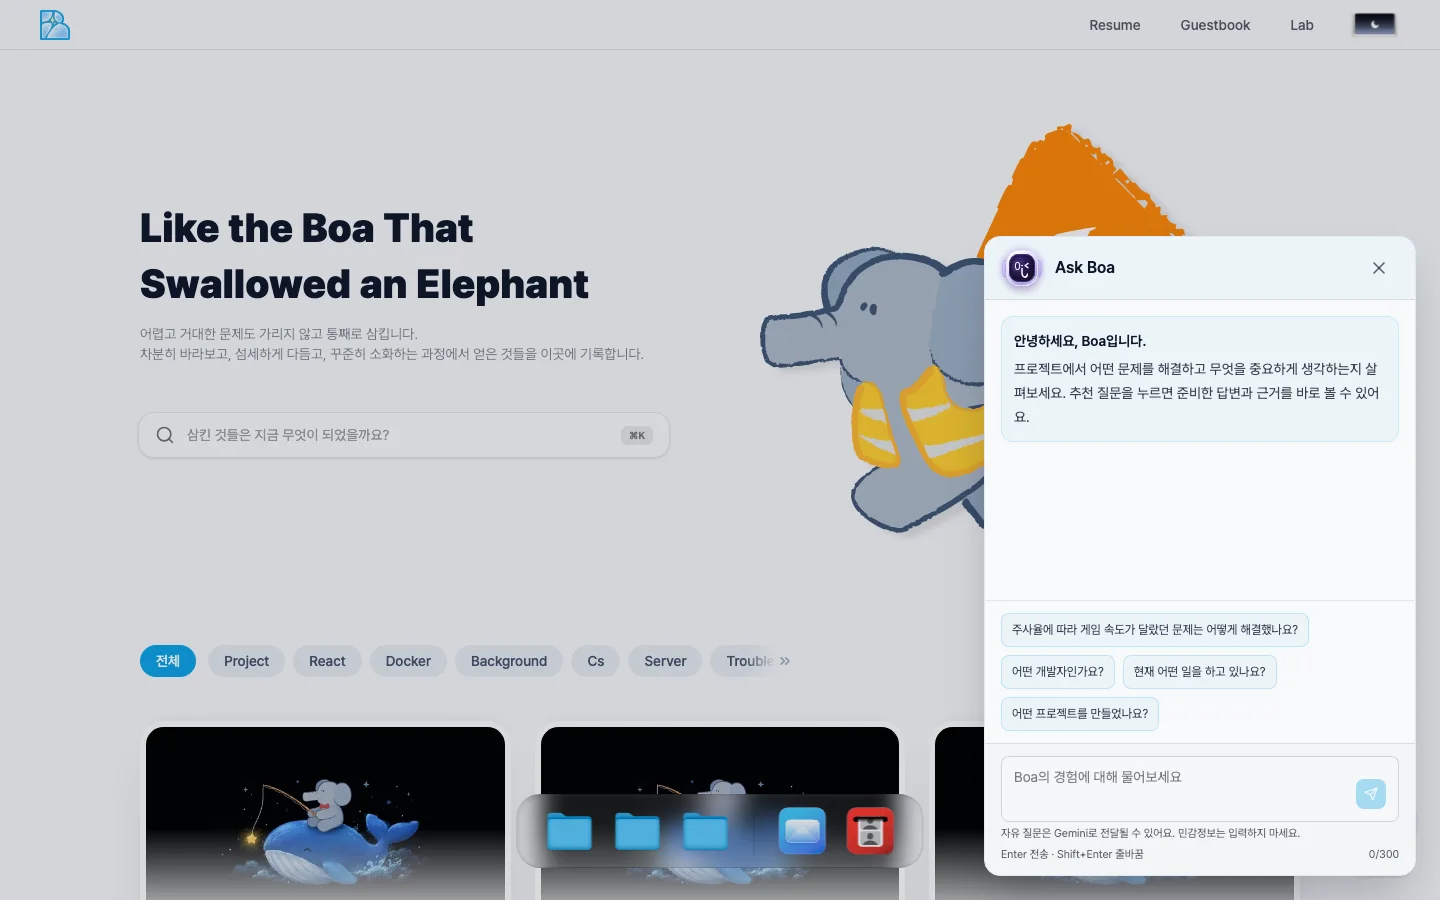 Resume
Guestbook
Lab
Like the Boa That
Swallowed an Elephant
어렵고 거대한 문제도 가리지 않고 통째로 삼킵니다.
차분히 바라보고, 섬세하게 다듬고, 꾸준히 소화하는 과정에서 얻은 것들을 이곳에 기록합니다.
삼킨 것들은 지금 무엇이 되었을까요?
⌘K
전체
Project
React
Docker
Background
Cs
Server
Trouble
Ask Boa
안녕하세요, Boa입니다.
프로젝트에서 어떤 문제를 해결하고 무엇을 중요하게 생각하는지 살
펴보세요. 추천 질문을 누르면 준비한 답변과 근거를 바로 볼 수 있어
요.
주사율에 따라 게임 속도가 달랐던 문제는 어떻게 해결했나요?
어떤 개발자인가요?
현재 어떤 일을 하고 있나요?
어떤 프로젝트를 만들었나요?
Boa의 경험에 대해 물어보세요
자유 질문은 Gemini로 전달될 수 있어요. 민감정보는 입력하지 마세요.
Enter 전송 · Shift+Enter 줄바꿈
0/300